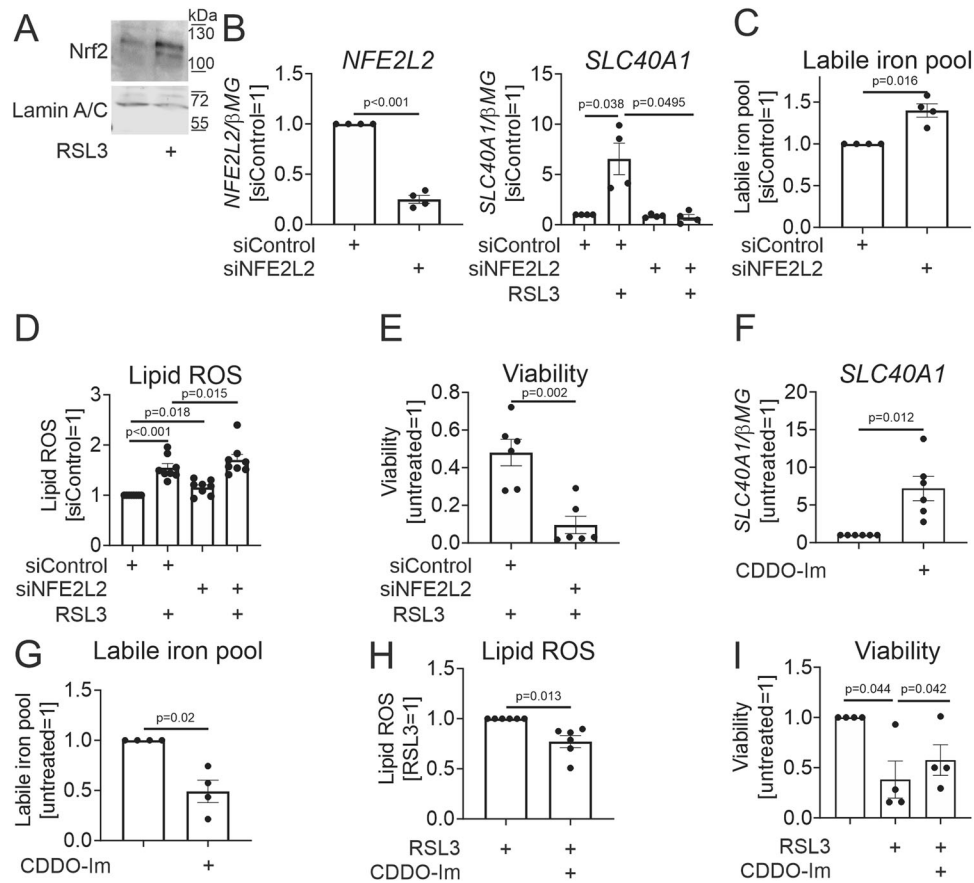 A
kDa
Nrf2
130
100
Lamin A/C
72
55
RSL3
+
B
NFE2L2
NFE2L2/βMG
[siControl=1]
1.5
1.0
0.5
0.0
p<0.001
siControl +
siNFE2L2 +
SLC40A1
SLC40A1/βMG
[siControl=1]
15
10
5
0
p=0.038 p=0.0495
siControl + +
siNFE2L2 + +
RSL3 + +
C
Labile iron pool
Labile iron pool
[siControl=1]
1.5
1.0
0.5
0.0
p=0.016
siControl +
siNFE2L2 +
D
Lipid ROS
Lipid ROS
[siControl=1]
3
2
1
0
p=0.015
p=0.018
p<0.001
siControl + +
siNFE2L2 + +
RSL3 + +
E
Viability
Viability
[untreated=1]
0.8
0.6
0.4
0.2
0.0
p=0.002
siControl +
siNFE2L2 +
RSL3 + +
F
SLC40A1
SLC40A1/βMG
[untreated=1]
20
15
10
5
0
p=0.012
CDDO-Im +
G
Labile iron pool
Labile iron pool
[untreated=1]
1.5
1.0
0.5
0.0
p=0.02
CDDO-Im +
H
Lipid ROS
Lipid ROS
[RSL3=1]
1.5
1.0
0.5
0.0
p=0.013
RSL3 + +
CDDO-Im +
I
Viability
Viability
[untreated=1]
1.5
1.0
0.5
0.0
p=0.044 p=0.042
RSL3 + +
CDDO-Im +